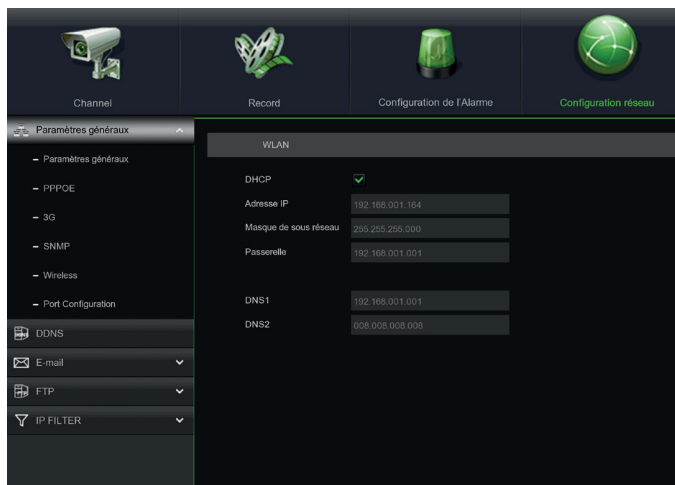 Channel
Record
Configuration de l'Alarme
Configuration réseau
Paramètres généraux
– Paramètres généraux
– PPPOE
– 3G
– SNMP
– Wireless
– Port Configuration
DDNS
E-mail
FTP
IP FILTER
WLAN
DHCP
Adresse IP 192.168.001.164
Masque de sous réseau 255.255.255.000
Passerelle 192.168.001.001
DNS1 192.168.001.001
DNS2 008.008.008.008